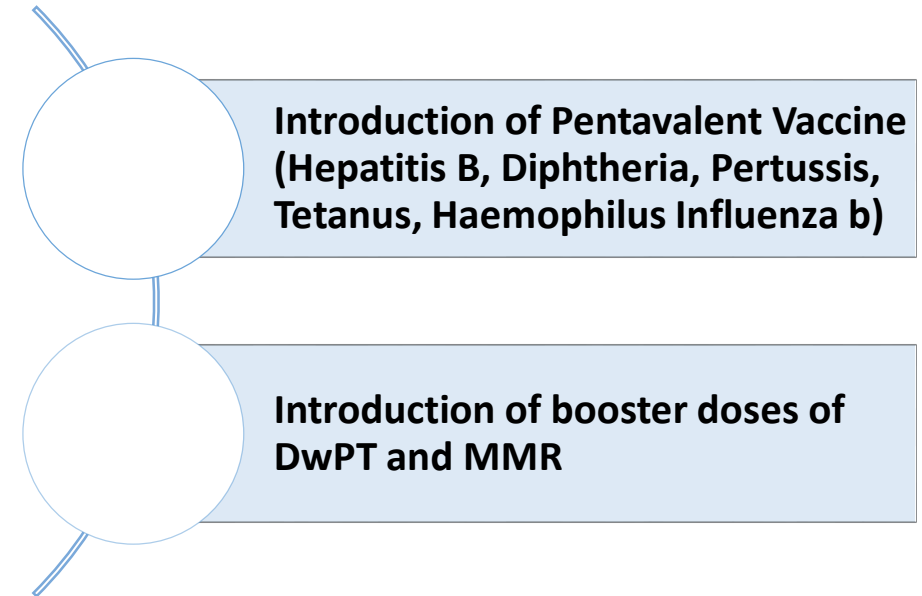 Introduction of Pentavalent Vaccine
(Hepatitis B, Diphtheria, Pertussis,
Tetanus, Haemophilus Influenza b)
Introduction of booster doses of
DwPT and MMR